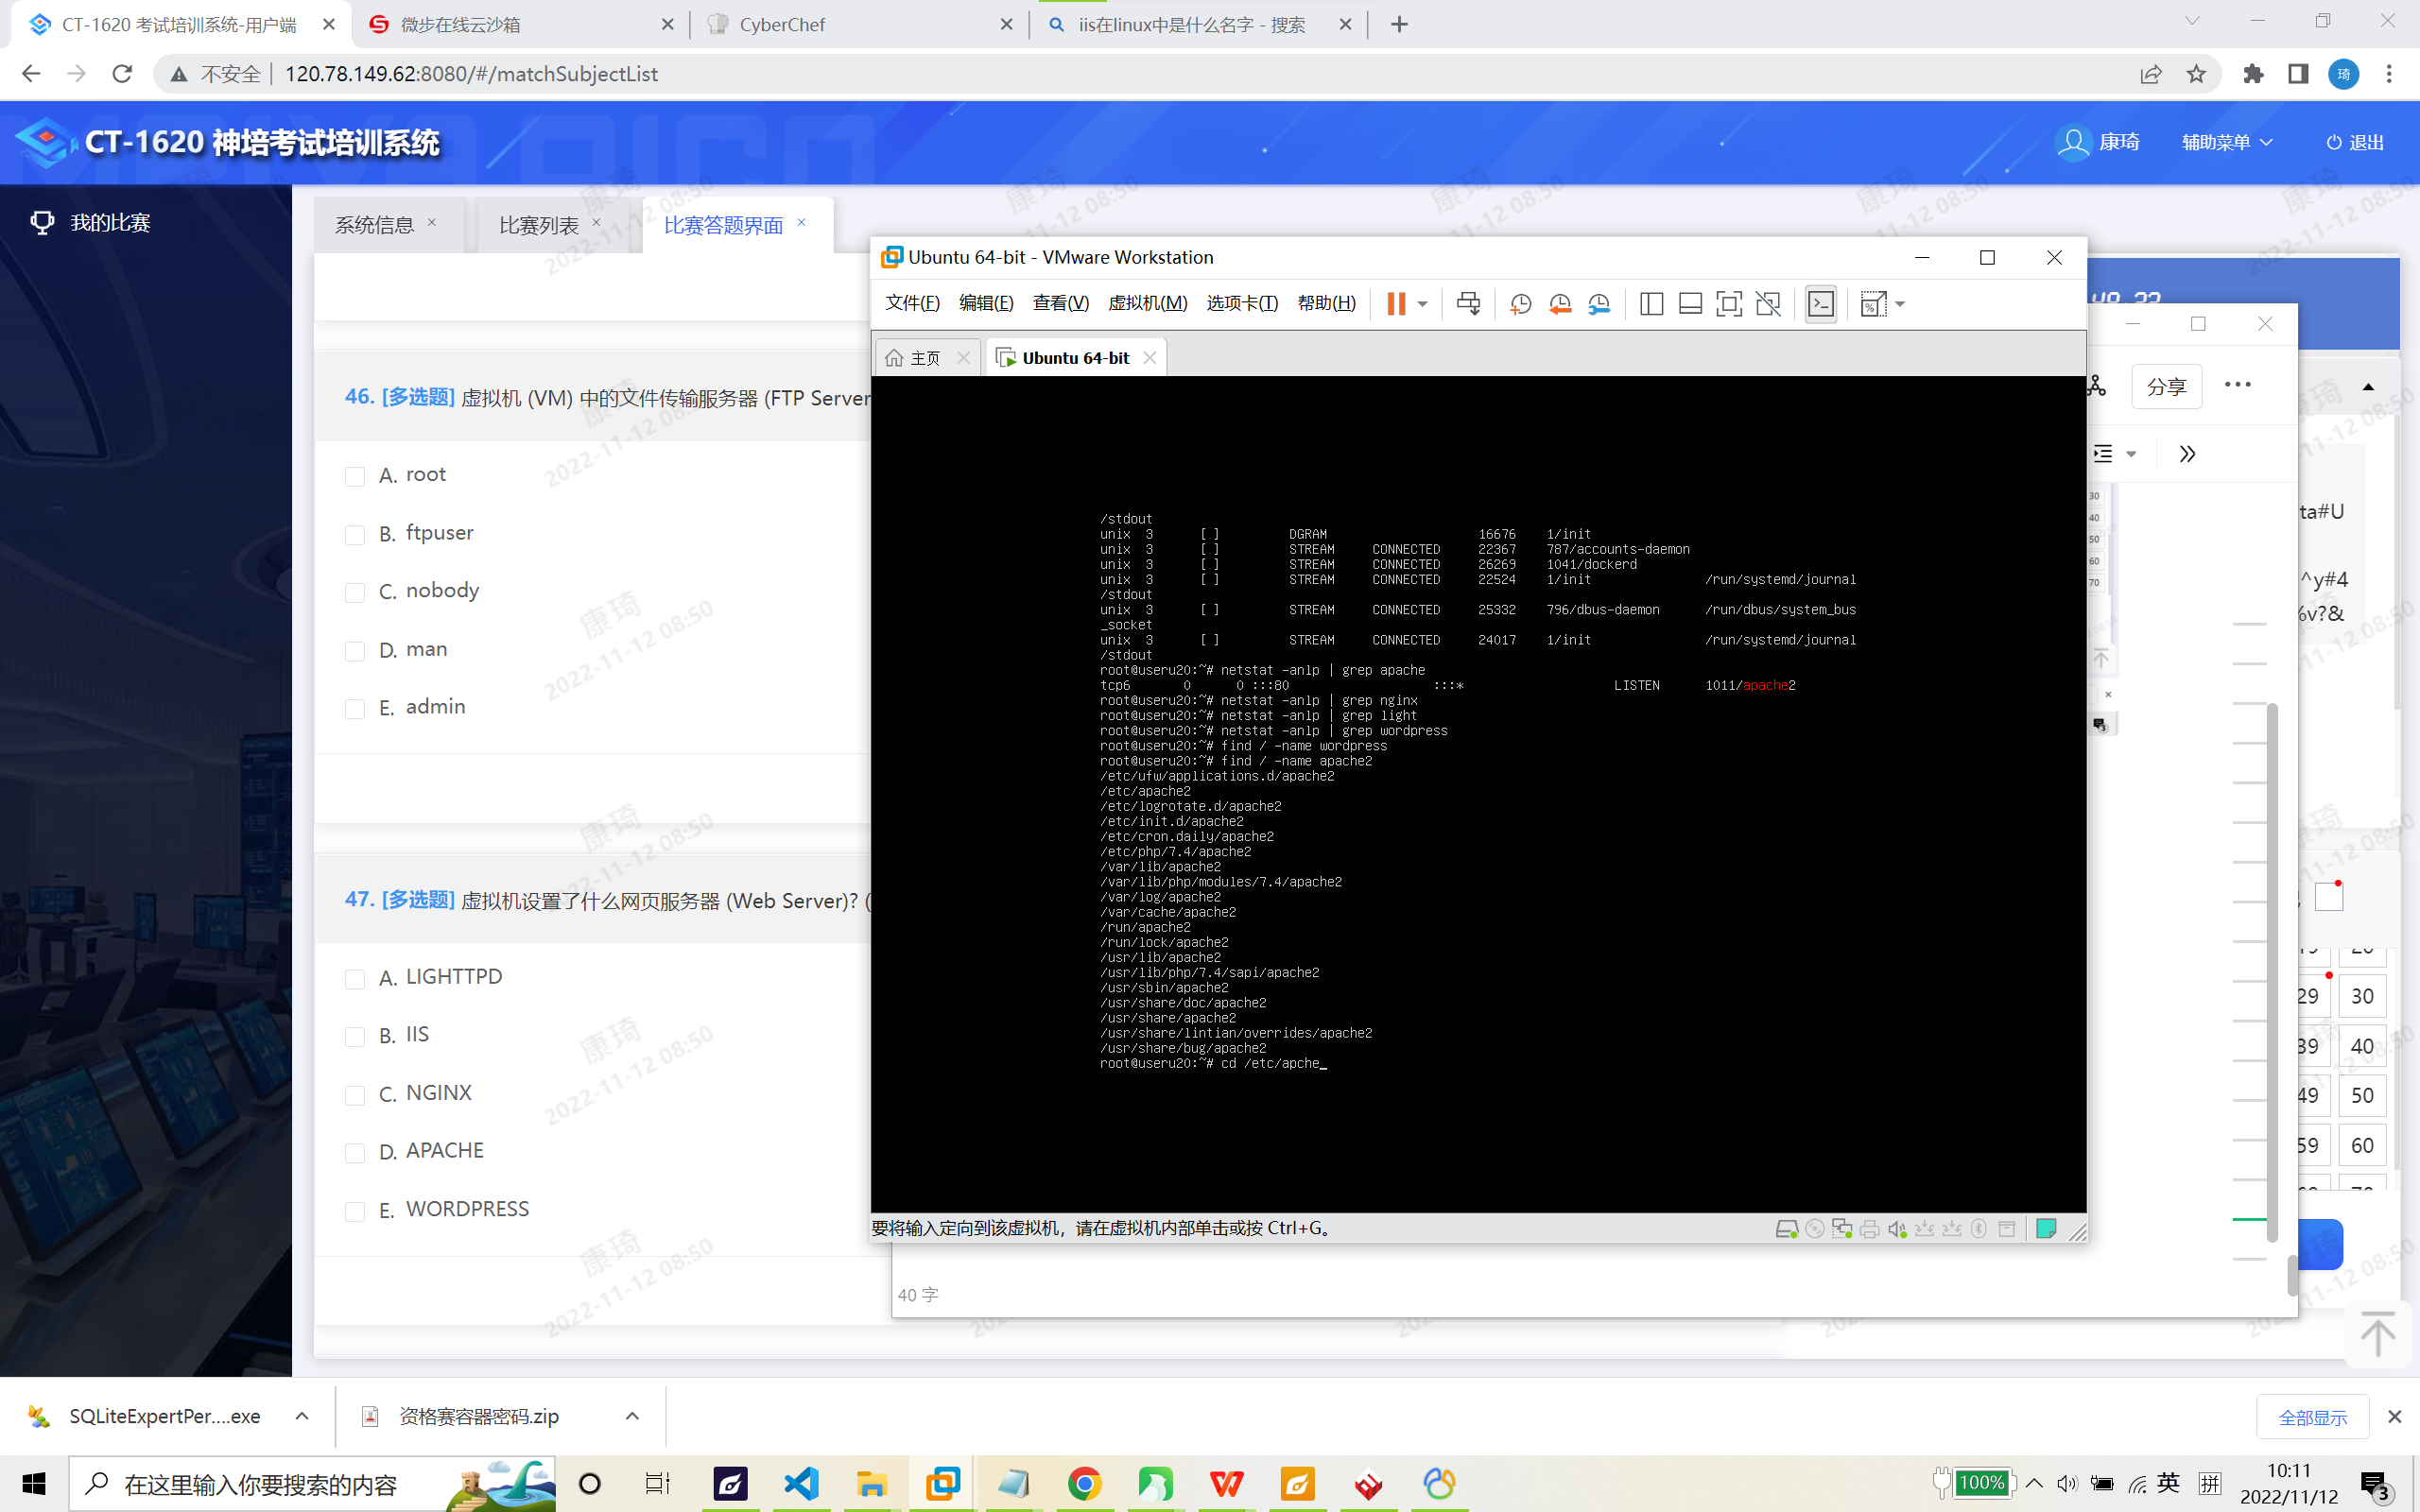 CT-1620 考试培训系统-用户端
微步在线云沙箱
CyberChef
iis在linux中是什么名字 - 搜索
不安全
120.78.149.62:8080/#/matchSubjectList
琦
CT-1620 神培考试培训系统
康琦
辅助菜单
退出
我的比赛
系统信息
比赛列表
比赛答题界面
46. [多选题] 虚拟机 (VM) 中的文件传输服务器 (FTP Server
A. root
B. ftpuser
C. nobody
D. man
E. admin
47. [多选题] 虚拟机设置了什么网页服务器 (Web Server)? (
A. LIGHTTPD
B. IIS
C. NGINX
D. APACHE
E. WORDPRESS
Ubuntu 64-bit - VMware Workstation
文件(F) 编辑(E) 查看(V) 虚拟机(M) 选项卡(T) 帮助(H)
主页
Ubuntu 64-bit
/stdout
unix 3 [ ] DGRAM 16676 1/init
unix 3 [ ] STREAM CONNECTED 22367 787/accounts-daemon
unix 3 [ ] STREAM CONNECTED 26269 1041/dockerd
unix 3 [ ] STREAM CONNECTED 22524 1/init /run/systemd/journal
/stdout
unix 3 [ ] STREAM CONNECTED 25332 796/dbus-daemon /run/dbus/system_bus
_socket
unix 3 [ ] STREAM CONNECTED 24017 1/init /run/systemd/journal
/stdout
root@useru20:~# netstat -anlp | grep apache
tcp6 0 0 :::80 :::* LISTEN 1011/apache2
root@useru20:~# netstat -anlp | grep nginx
root@useru20:~# netstat -anlp | grep light
root@useru20:~# netstat -anlp | grep wordpress
root@useru20:~# find / -name wordpress
root@useru20:~# find / -name apache2
/etc/ufw/applications.d/apache2
/etc/apache2
/etc/logrotate.d/apache2
/etc/init.d/apache2
/etc/cron.daily/apache2
/etc/php/7.4/apache2
/var/lib/apache2
/var/lib/php/modules/7.4/apache2
/var/log/apache2
/var/cache/apache2
/run/apache2
/run/lock/apache2
/usr/lib/apache2
/usr/lib/php/7.4/sapi/apache2
/usr/sbin/apache2
/usr/share/doc/apache2
/usr/share/apache2
/usr/share/lintian/overrides/apache2
/usr/share/bug/apache2
root@useru20:~# cd /etc/apche_
要将输入定向到该虚拟机，请在虚拟机内部单击或按 Ctrl+G。
分享
30
40
50
60
70
ta#U
^y#4
%v?&
29 30
39 40
49 50
59 60
40 字
康琦
2022-11-12 08:50
SQLiteExpertPer....exe
资格赛容器密码.zip
全部显示
在这里输入你要搜索的内容
100%
英
拼
10:11
2022/11/12
3